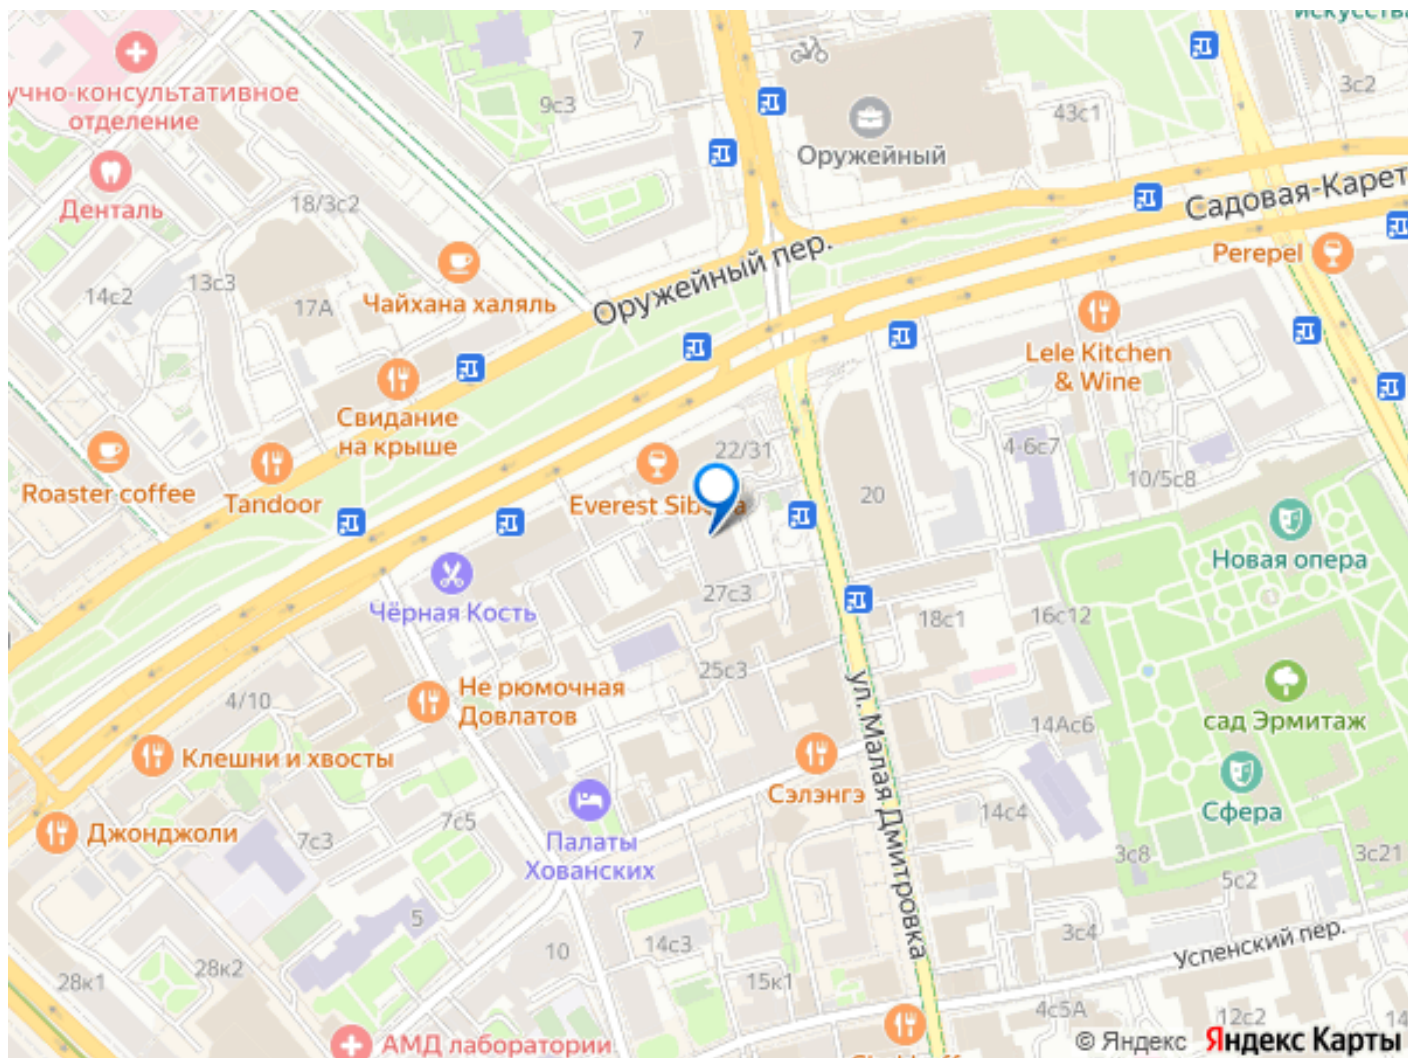 искусства
7
3с2
учно-консультативное
отделение
9с3
43с1
Оружейный
Денталь
18/3с2
Садовая-Карет
Оружейный пер.
Perepel
13с3
14с2
17А
Чайхана халяль
Lele Kitchen
& Wine
Свидание
на крыше
22/31
4-6с7
10/5с8
Roaster coffee
Tandoor
Everest Sib
а
20
Новая опера
Чёрная Кость
27с3
18с1
16с12
25с3
Не рюмочная
Довлатов
4/10
сад Эрмитаж
14Ас6
ул. Малая Дмитровка
Клешни и хвосты
Сэлэнгэ
Сфера
14с4
Джонджоли
7с3
7с5
Палаты
Хованских
3с8
3с21
5с2
5
10
14с3
3с4
Успенский пер.
28к1
28к2
15к1
4с5А
12с2
14
АМД лаборатории
© Яндекс
Яндекс Карты